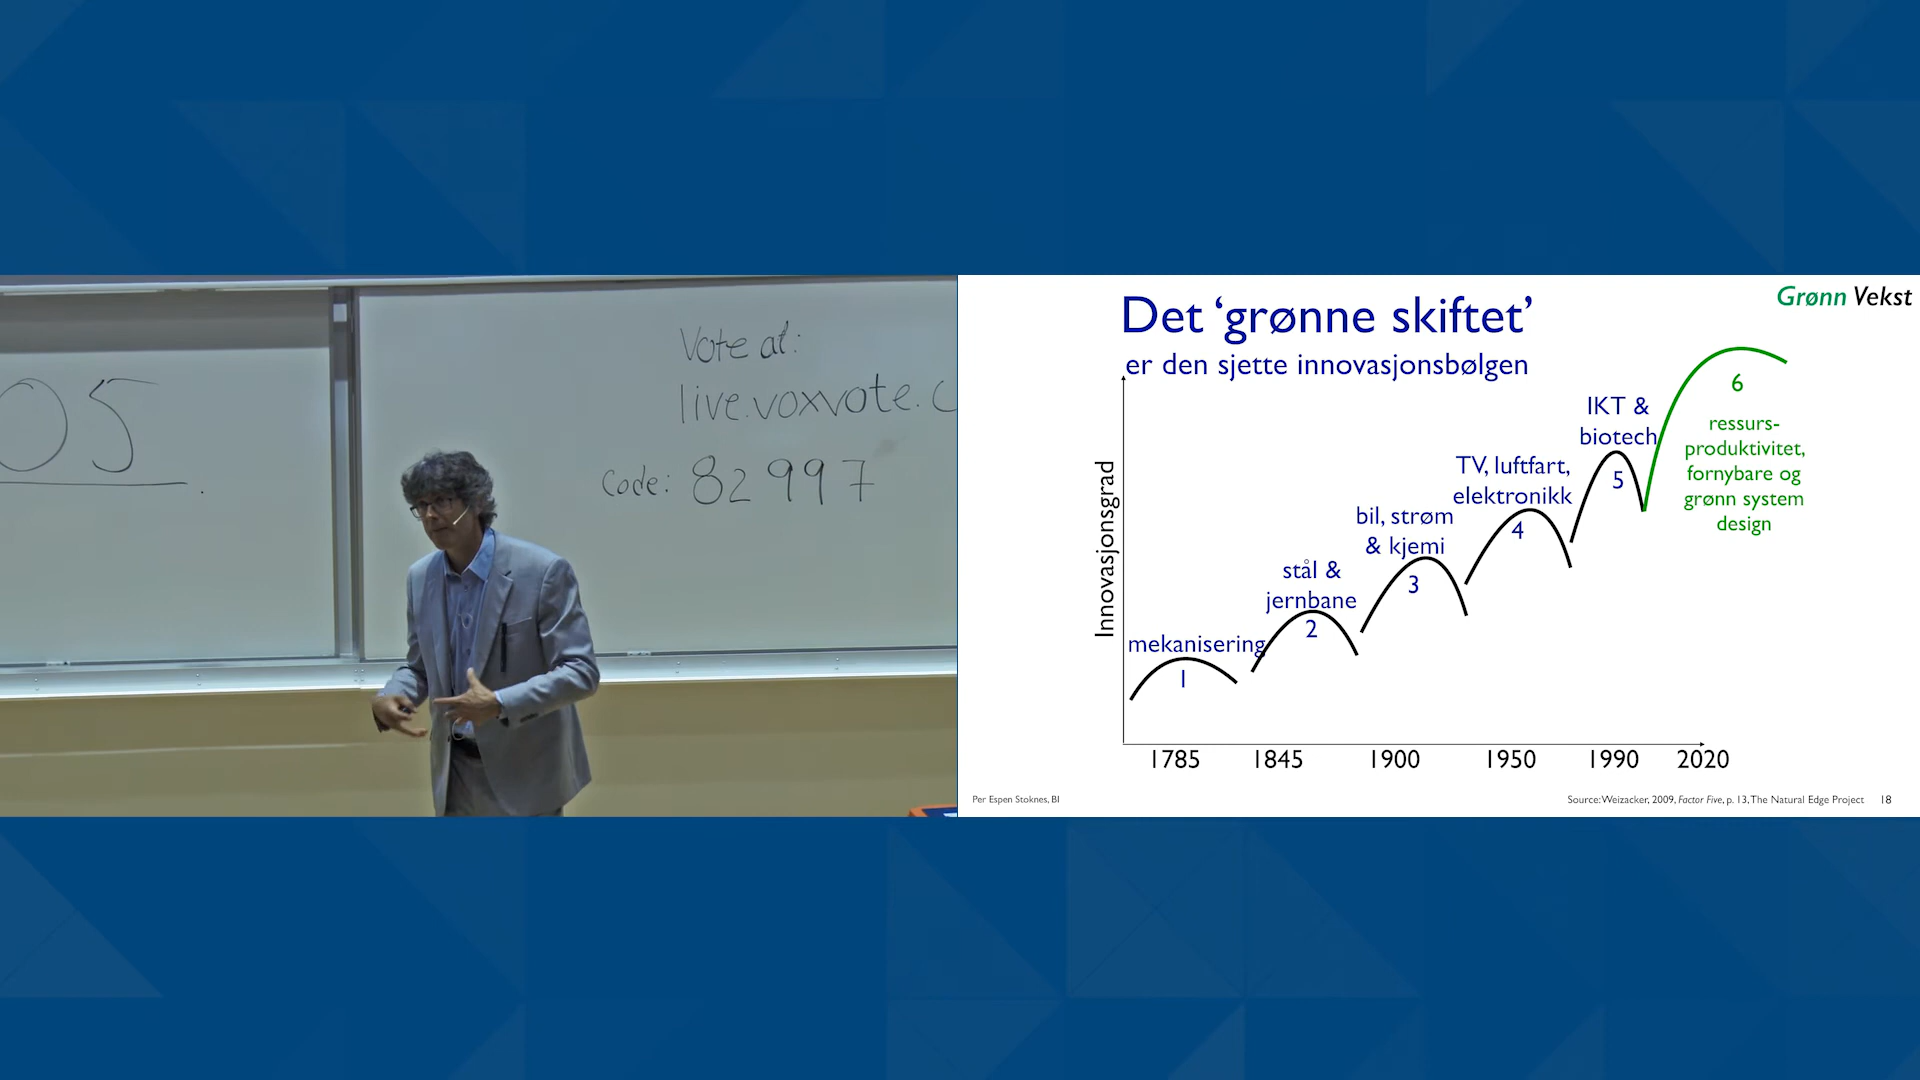 05
Vote at:
live.voxvote.c
Code: 82997
Grønn Vekst
Det ‘grønne skiftet’
er den sjette innovasjonsbølgen
Innovasjonsgrad
mekanisering
1
stål &
jernbane
2
bil, strøm
& kjemi
3
TV, luftfart,
elektronikk
4
IKT &
biotech
5
6
ressurs-
produktivitet,
fornybare og
grønn system
design
1785 1845 1900 1950 1990 2020
Per Espen Stoknes, BI
Source: Weizacker, 2009, Factor Five, p. 13, The Natural Edge Project 18